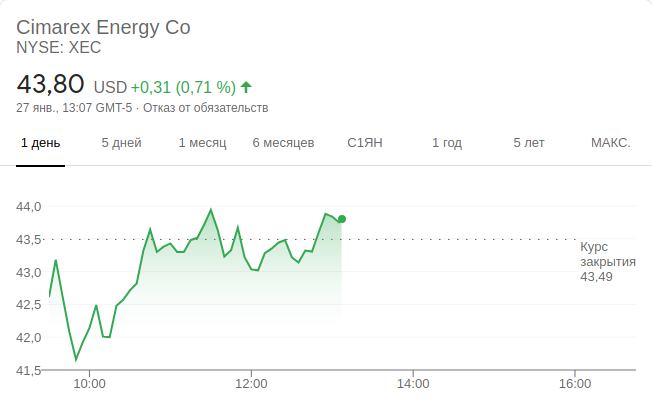 Cimarex Energy Co
NYSE: XEC
43,80 USD +0,31 (0,71 %)
27 янв., 13:07 GMT-5 · Отказ от обязательств
1 день 5 дней 1 месяц 6 месяцев С1ЯН 1 год 5 лет МАКС.
44,0
43,5
Курс
закрытия
43,49
43,0
42,5
42,0
41,5
10:00 12:00 14:00 16:00